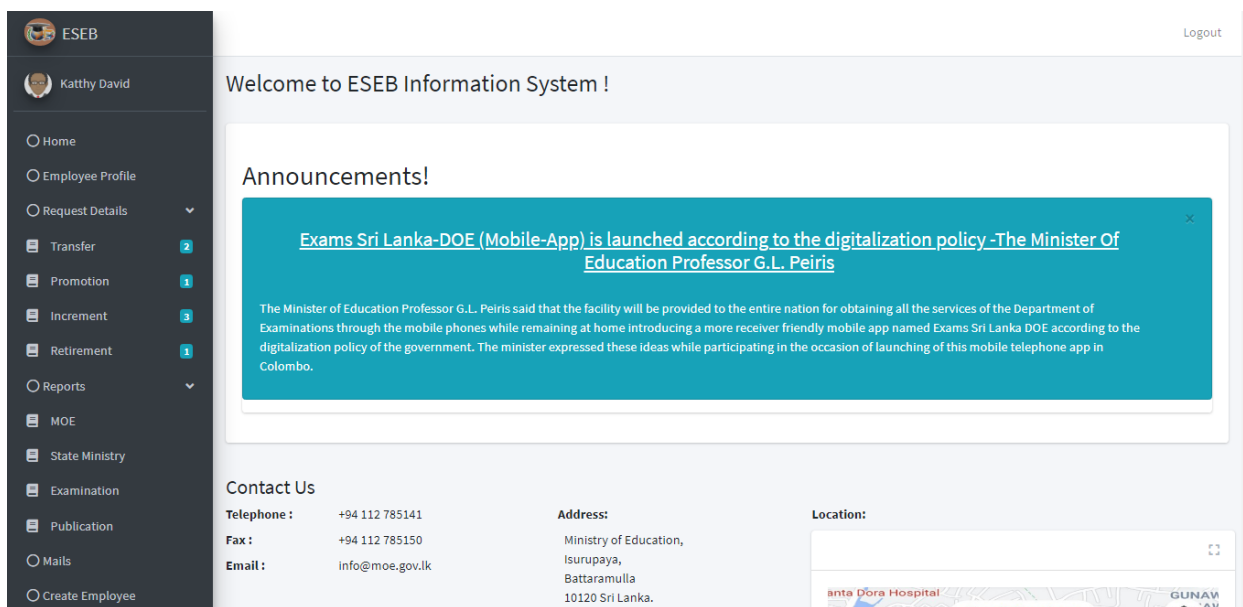 ESEB
Logout
Katthy David
Home
Employee Profile
Request Details
Transfer 2
Promotion 1
Increment 3
Retirement 1
Reports
MOE
State Ministry
Examination
Publication
Mails
Create Employee
Welcome to ESEB Information System !
Announcements!
×
Exams Sri Lanka-DOE (Mobile-App) is launched according to the digitalization policy -The Minister Of
Education Professor G.L. Peiris
The Minister of Education Professor G.L. Peiris said that the facility will be provided to the entire nation for obtaining all the services of the Department of
Examinations through the mobile phones while remaining at home introducing a more receiver friendly mobile app named Exams Sri Lanka DOE according to the
digitalization policy of the government. The minister expressed these ideas while participating in the occasion of launching of this mobile telephone app in
Colombo.
Contact Us
Telephone : +94 112 785141
Fax : +94 112 785150
Email : info@moe.gov.lk
Address:
Ministry of Education,
Isurupaya,
Battaramulla
10120 Sri Lanka.
Location:
anta Dora Hospital